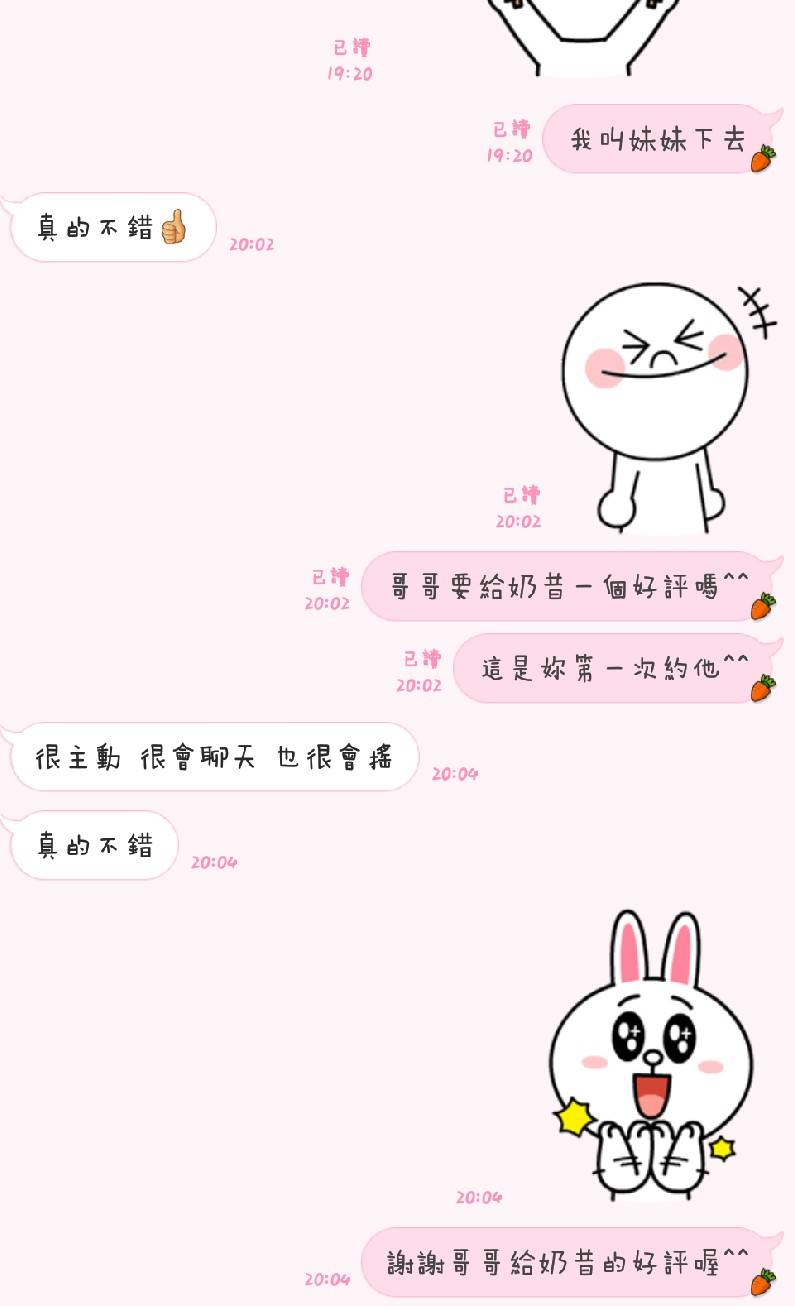 已讀
19:20
已讀
19:20
我叫妹妹下去
真的不錯👍
20:02
已讀
20:02
已讀
20:02
哥哥要給奶昔一個好評嗎^^
已讀
20:02
這是妳第一次約他^^
很主動 很會聊天 也很會搖
20:04
真的不錯
20:04
20:04
20:04
謝謝哥哥給奶昔的好評喔^^